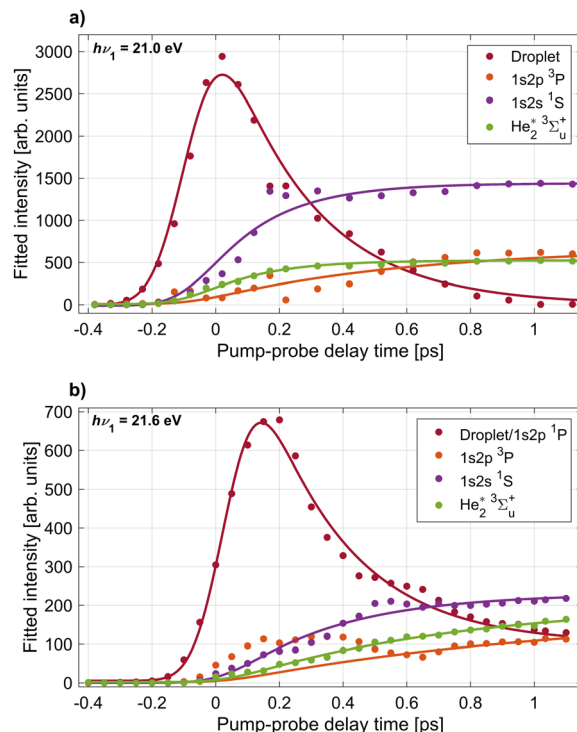 a)
hν₁ = 21.0 eV
Droplet
1s2p ³P
1s2s ¹S
He₂* ³Σᵤ⁺
Fitted intensity [arb. units]
3000
2500
2000
1500
1000
500
0
-0.4 -0.2 0 0.2 0.4 0.6 0.8 1
Pump-probe delay time [ps]
b)
hν₁ = 21.6 eV
Droplet/1s2p ¹P
1s2p ³P
1s2s ¹S
He₂* ³Σᵤ⁺
Fitted intensity [arb. units]
700
600
500
400
300
200
100
0
-0.4 -0.2 0 0.2 0.4 0.6 0.8 1
Pump-probe delay time [ps]